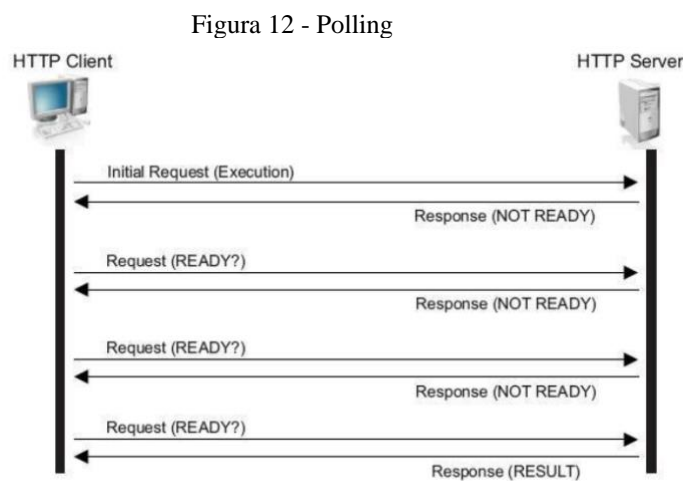 Figura 12 - Polling
HTTP Client
HTTP Server
Initial Request (Execution)
Response (NOT READY)
Request (READY?)
Response (NOT READY)
Request (READY?)
Response (NOT READY)
Request (READY?)
Response (RESULT)